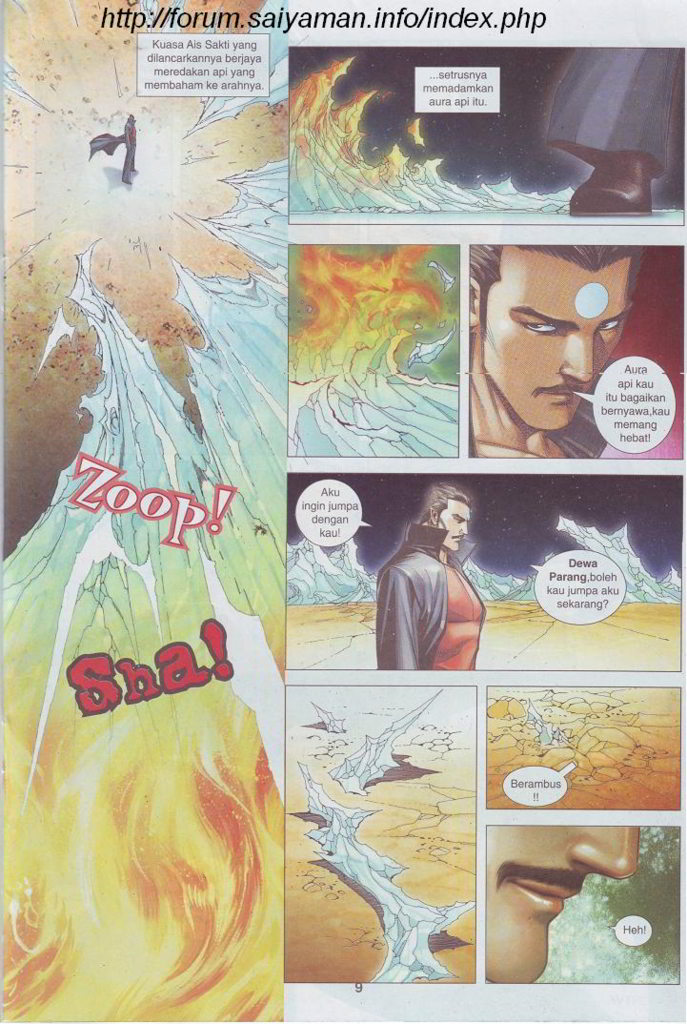 http://forum.saiyaman.info/index.php
Kuasa Ais Sakti yang
dilancarkannya berjaya
meredakan api yang
membaham ke arahnya.
...setrusnya
memadamkan
aura api itu.
Zoop!
Sha!
Aura
api kau
itu bagaikan
bernyawa,kau
memang
hebat!
Aku
ingin jumpa
dengan
kau!
Dewa
Parang,boleh
kau jumpa aku
sekarang?
Berambus
!!
Heh!
9